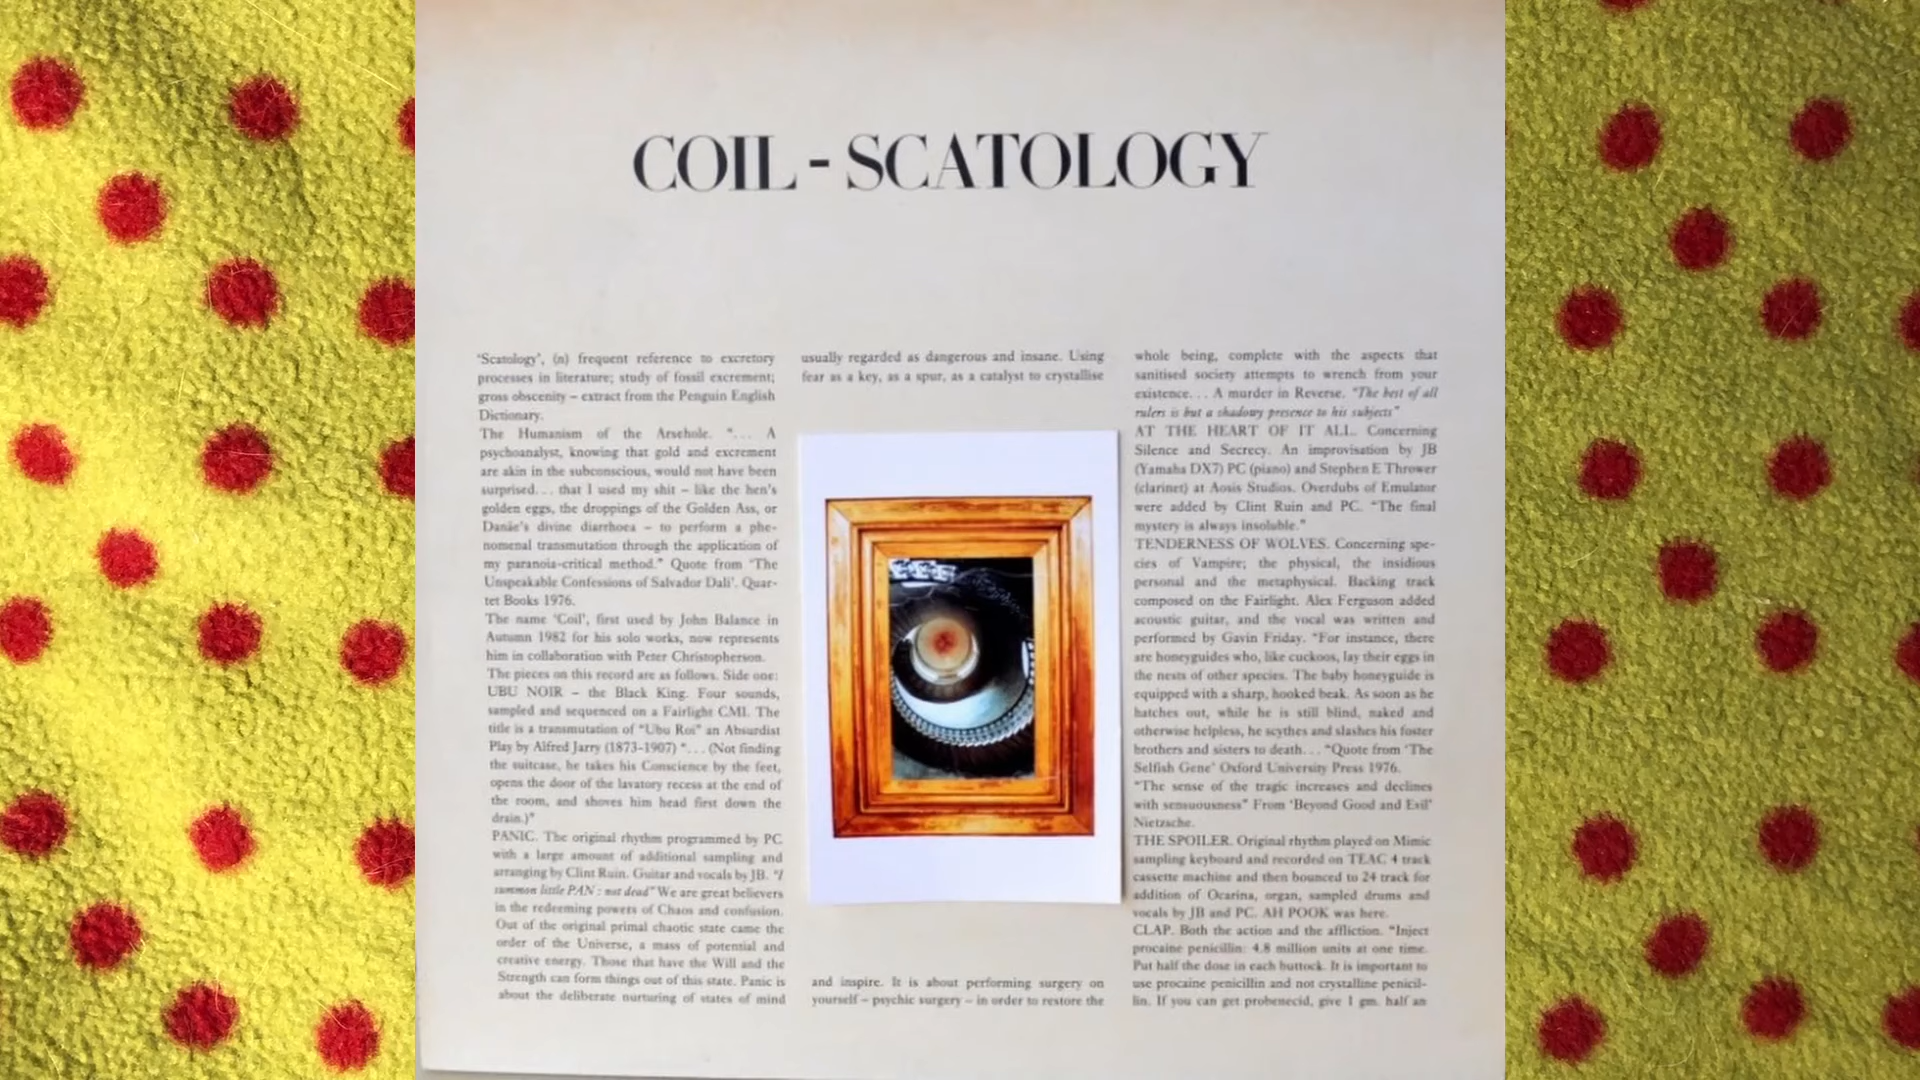 COIL - SCATOLOGY
'Scatology', (n) frequent reference to excretory
processes in literature; study of fossil excrement;
gross obscenity – extract from the Penguin English
Dictionary.
The Humanism of the Arsehole. "... A
psychoanalyst, knowing that gold and excrement
are akin in the subconscious, would not have been
surprised... that I used my shit – like the hen's
golden eggs, the droppings of the Golden Ass, or
Danäe's divine diarrhoea – to perform a phe-
nomenal transmutation through the application of
my paranoia-critical method." Quote from 'The
Unspeakable Confessions of Salvador Dali'. Quar-
tet Books 1976.
The name 'Coil', first used by John Balance in
Autumn 1982 for his solo works, now represents
him in collaboration with Peter Christopherson.
The pieces on this record are as follows. Side one:
UBU NOIR – the Black King. Four sounds,
sampled and sequenced on a Fairlight CMI. The
title is a transmutation of "Ubu Roi" an Absurdist
Play by Alfred Jarry (1873-1907) "... (Not finding
the suitcase, he takes his Conscience by the feet,
opens the door of the lavatory recess at the end of
the room, and shoves him head first down the
drain.)"
PANIC. The original rhythm programmed by PC
with a large amount of additional sampling and
arranging by Clint Ruin. Guitar and vocals by JB. "I
summon little PAN : not dead" We are great believers
in the redeeming powers of Chaos and confusion.
Out of the original primal chaotic state came the
order of the Universe, a mass of potential and
creative energy. Those that have the Will and the
Strength can form things out of this state. Panic is
about the deliberate nurturing of states of mind
usually regarded as dangerous and insane. Using
fear as a key, as a spur, as a catalyst to crystallise
and inspire. It is about performing surgery on
yourself – psychic surgery – in order to restore the
whole being, complete with the aspects that
sanitised society attempts to wrench from your
existence... A murder in Reverse. "The best of all
rulers is but a shadowy presence to his subjects"
AT THE HEART OF IT ALL. Concerning
Silence and Secrecy. An improvisation by JB
(Yamaha DX7) PC (piano) and Stephen E Thrower
(clarinet) at Aosis Studios. Overdubs of Emulator
were added by Clint Ruin and PC. "The final
mystery is always insoluble."
TENDERNESS OF WOLVES. Concerning spe-
cies of Vampire; the physical, the insidious
personal and the metaphysical. Backing track
composed on the Fairlight. Alex Ferguson added
acoustic guitar, and the vocal was written and
performed by Gavin Friday. "For instance, there
are honeyguides who, like cuckoos, lay their eggs in
the nests of other species. The baby honeyguide is
equipped with a sharp, hooked beak. As soon as he
hatches out, while he is still blind, naked and
otherwise helpless, he scythes and slashes his foster
brothers and sisters to death... "Quote from 'The
Selfish Gene' Oxford University Press 1976.
"The sense of the tragic increases and declines
with sensuousness" From 'Beyond Good and Evil'
Nietzsche.
THE SPOILER. Original rhythm played on Mimic
sampling keyboard and recorded on TEAC 4 track
cassette machine and then bounced to 24 track for
addition of Ocarina, organ, sampled drums and
vocals by JB and PC. AH POOK was here.
CLAP. Both the action and the affliction. "Inject
procaine penicillin: 4.8 million units at one time.
Put half the dose in each buttock. It is important to
use procaine penicillin and not crystalline penicil-
lin. If you can get probenecid, give 1 gm. half an